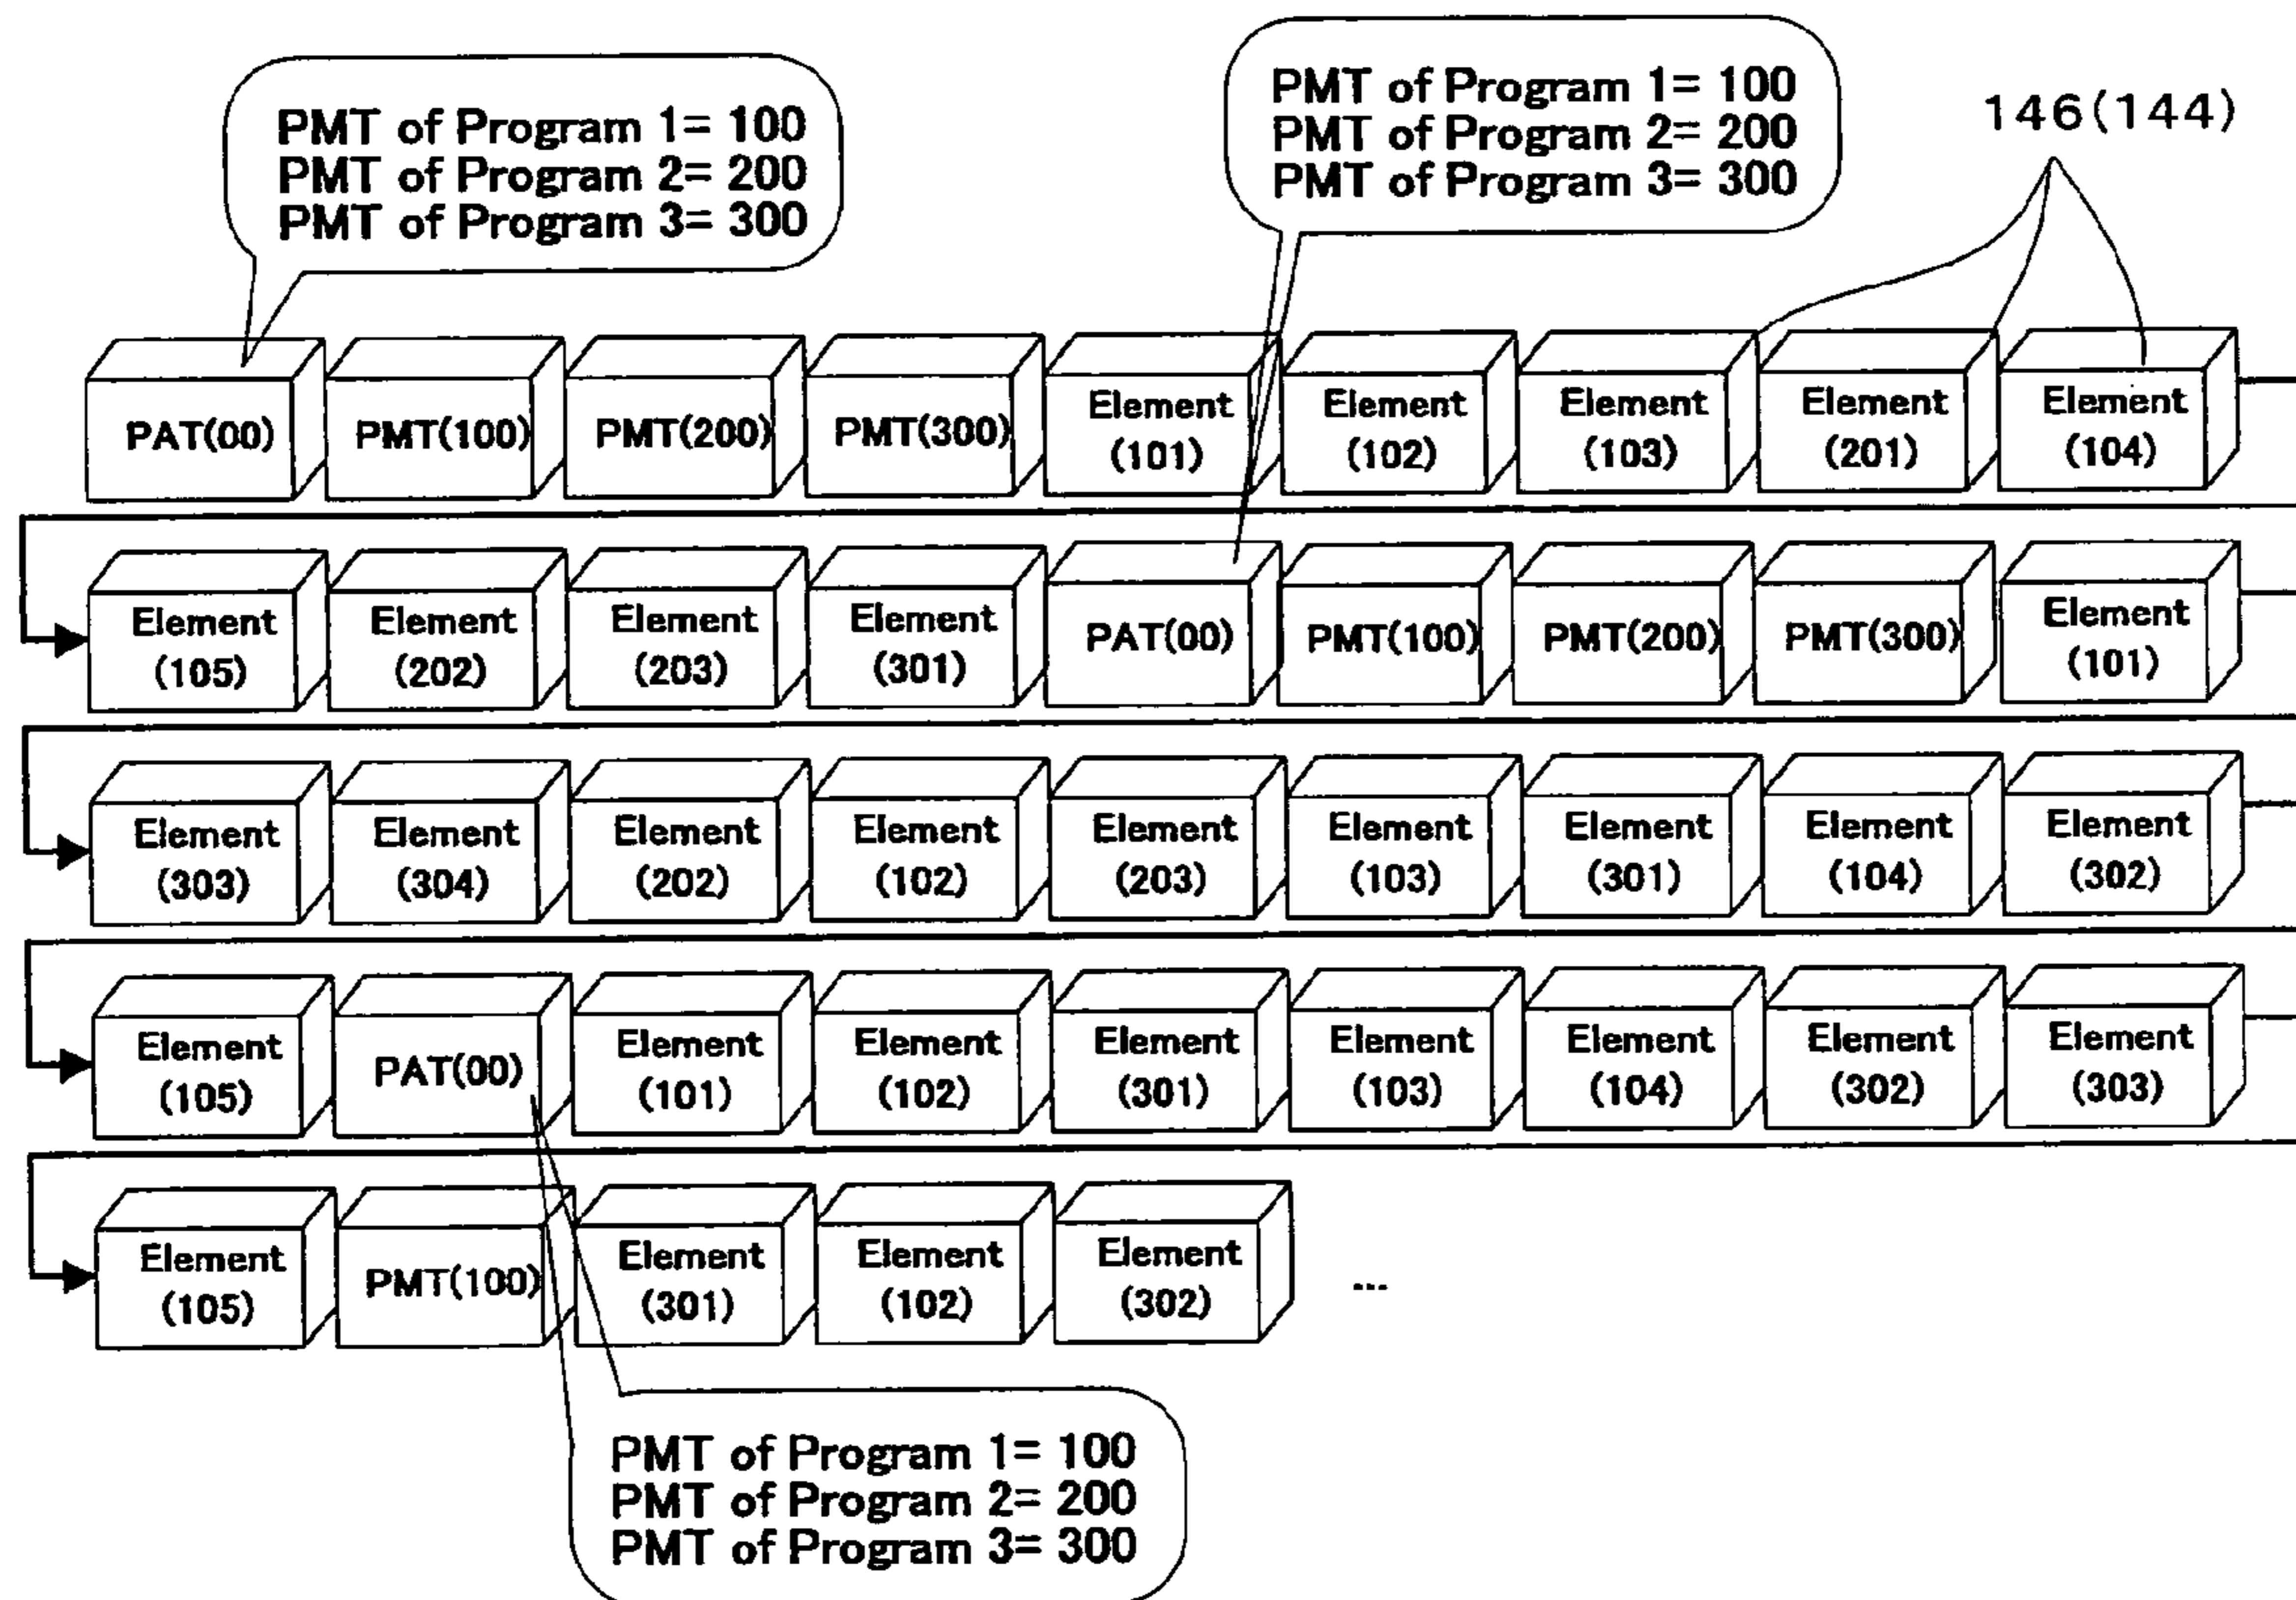 PMT of Program 1= 100
PMT of Program 2= 200
PMT of Program 3= 300
PMT of Program 1= 100
PMT of Program 2= 200
PMT of Program 3= 300
146(144)
PAT(00)
PMT(100)
PMT(200)
PMT(300)
Element
(101)
Element
(102)
Element
(103)
Element
(201)
Element
(104)
Element
(105)
Element
(202)
Element
(203)
Element
(301)
PAT(00)
PMT(100)
PMT(200)
PMT(300)
Element
(101)
Element
(303)
Element
(304)
Element
(202)
Element
(102)
Element
(203)
Element
(103)
Element
(301)
Element
(104)
Element
(302)
Element
(105)
PAT(00)
Element
(101)
Element
(102)
Element
(301)
Element
(103)
Element
(104)
Element
(302)
Element
(303)
Element
(105)
PMT(100)
Element
(301)
Element
(102)
Element
(302)
...
PMT of Program 1= 100
PMT of Program 2= 200
PMT of Program 3= 300